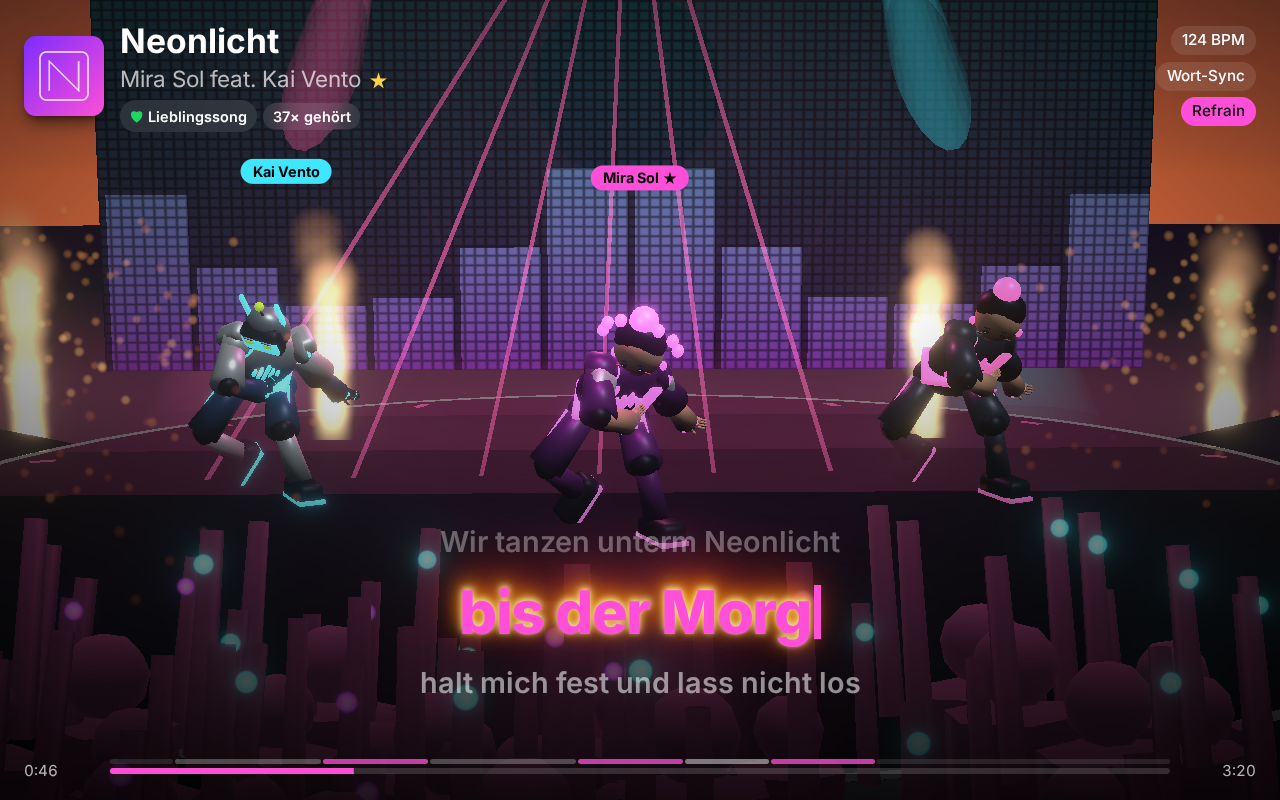 N
Neonlicht
Mira Sol feat. Kai Vento ⭐
Lieblingssong
37× gehört
124 BPM
Wort-Sync
Refrain
Kai Vento
Mira Sol ★
Wir tanzen unterm Neonlicht
bis der Morg
halt mich fest und lass nicht los
0:46
3:20